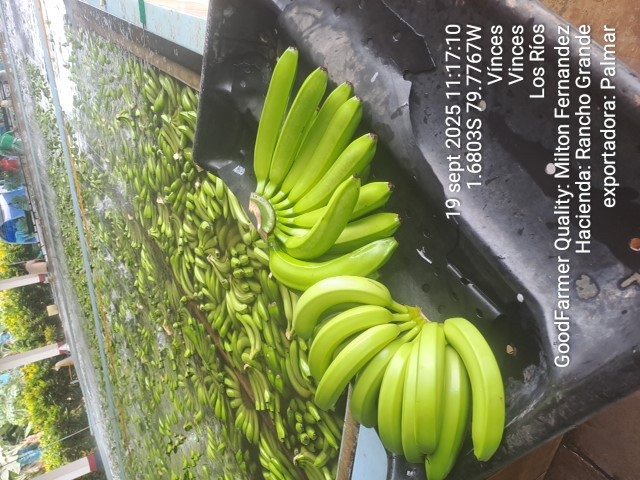 19 sept 2025 11:17:10
1.6803S 79.7767W
Vínces
Vinces
Los Ríos
GoodFarmer Quality: Milton Fernandez
Hacienda: Rancho Grande
exportadora: Palmar